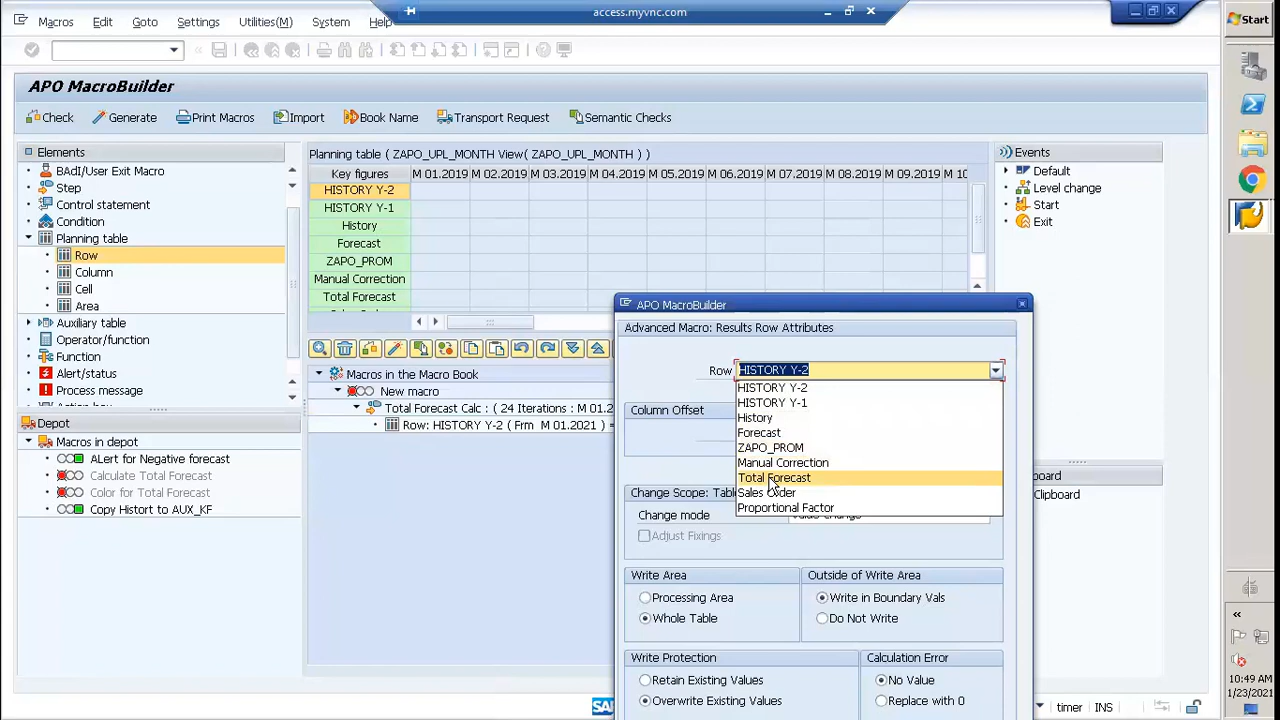 access.myvnc.com
Macros Edit Goto Settings Utilities(M) System Help
APO MacroBuilder
Check Generate Print Macros Import Book Name Transport Request Semantic Checks
Elements
BAdI/User Exit Macro
Step
Control statement
Condition
Planning table
Row
Column
Cell
Area
Auxiliary table
Operator/function
Function
Alert/status
Process message
Depot
Macros in depot
ALert for Negative forecast
Calculate Total Forecast
Color for Total Forecast
Copy Histort to AUX_KF
Planning table ( ZAPO_UPL_MONTH View( ZAPO_UPL_MONTH ) )
Key figures M 01.2019 M 02.2019 M 03.2019 M 04.2019 M 05.2019 M 06.2019 M 07.2019 M 08.2019 M 09.2019 M 10
HISTORY Y-2
HISTORY Y-1
History
Forecast
ZAPO_PROM
Manual Correction
Total Forecast
Macros in the Macro Book
New macro
Total Forecast Calc : ( 24 Iterations : M 01.2
Row: HISTORY Y-2 ( Frm M 01.2021 ) =
Events
Default
Level change
Start
Exit
APO MacroBuilder
Advanced Macro: Results Row Attributes
Row HISTORY Y-2
HISTORY Y-2
HISTORY Y-1
History
Forecast
ZAPO_PROM
Manual Correction
Total Forecast
Sales Order
Proportional Factor
Column Offset
Change Scope: Tabl
Change mode
Adjust Fixings
Write Area
Processing Area
Whole Table
Outside of Write Area
Write in Boundary Vals
Do Not Write
Write Protection
Retain Existing Values
Overwrite Existing Values
Calculation Error
No Value
Replace with 0
board
Clipboard
SAP
timer INS
Start
10:49 AM
1/23/2021